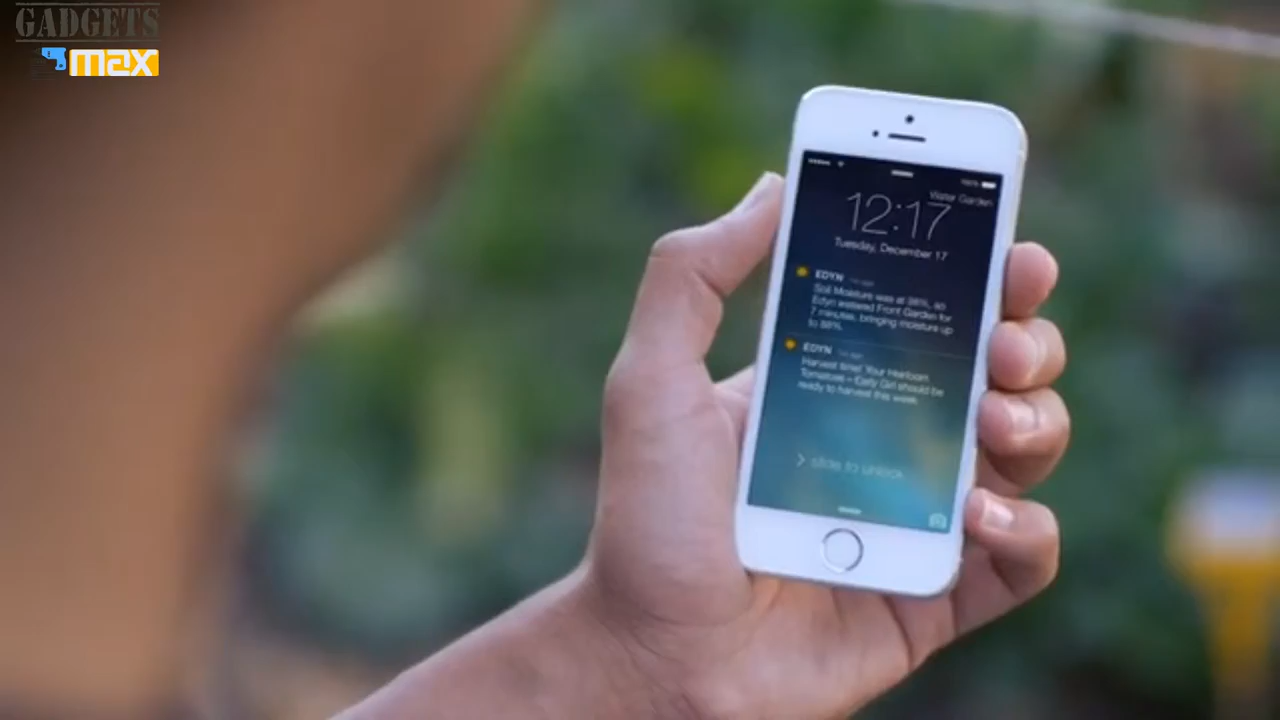 GADGETS
max
100%
Water Garden
12:17
Tuesday, December 17
EDYN
Soil Moisture was at 86%, so
Edyn watered Front Garden for
7 minutes, bringing moisture up
to 88%.
EDYN
Harvest time! Your Heirloom
Tomatoes – Early Girl should be
ready to harvest this week.
> slide to unlock